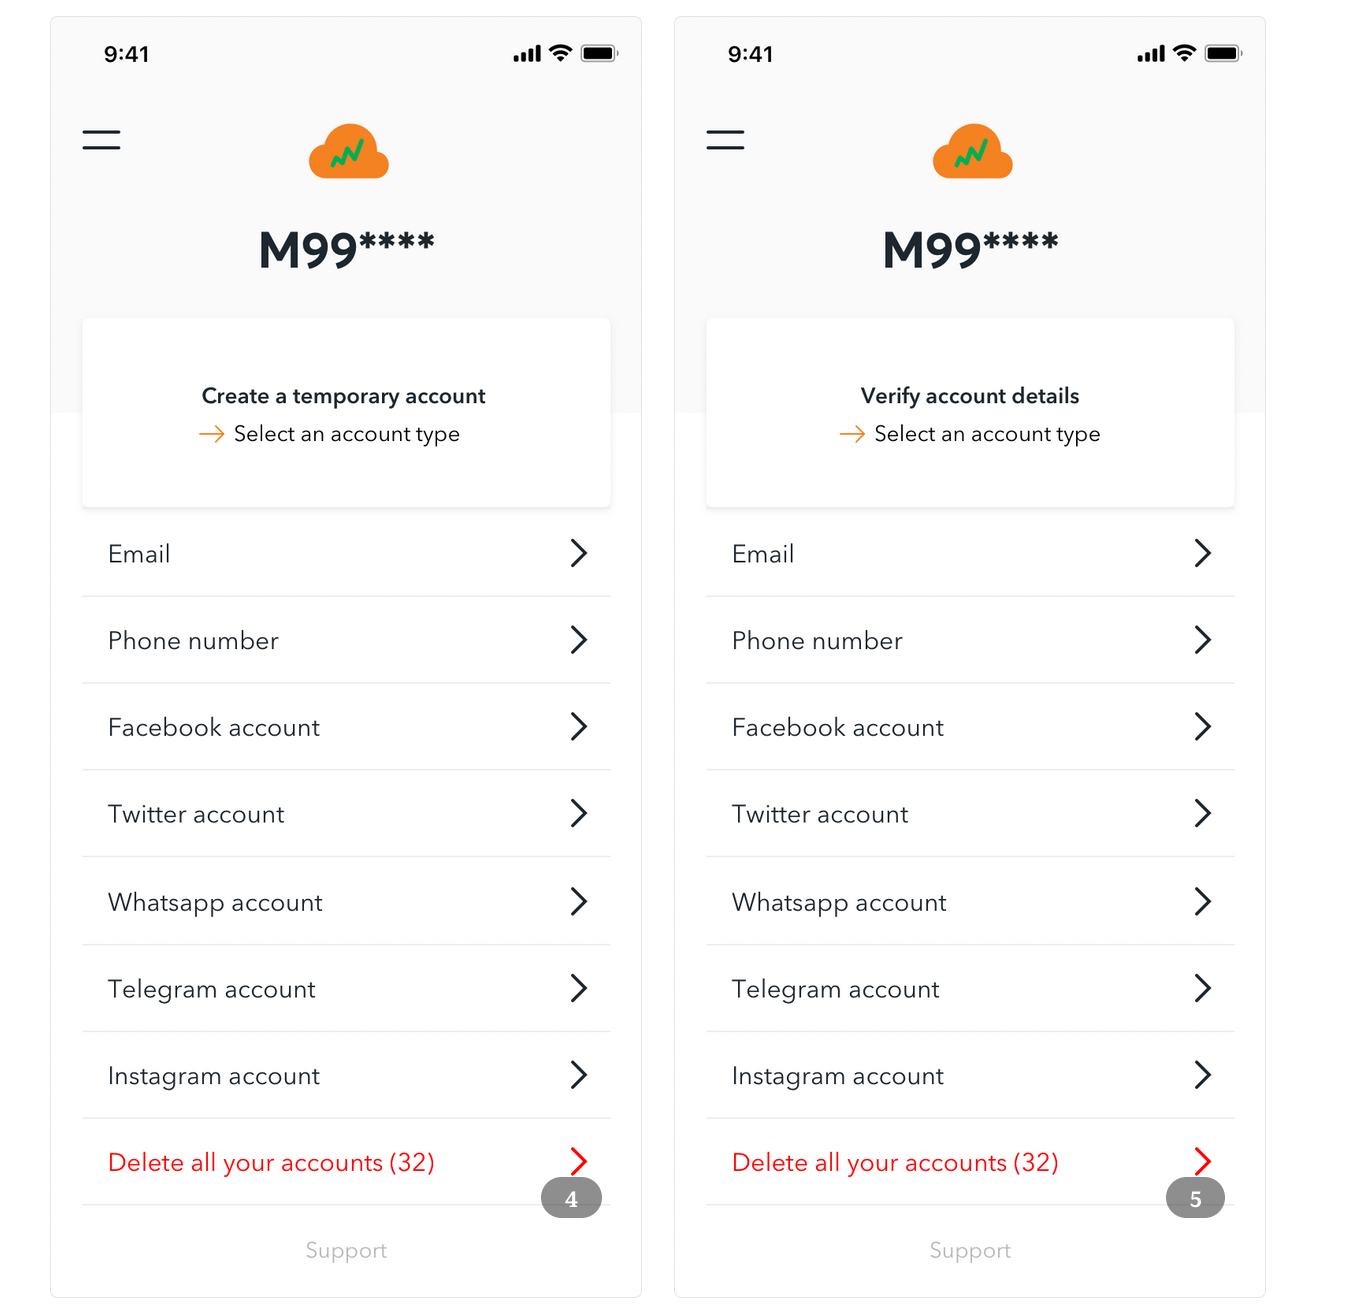 9:41
M99****
Create a temporary account
→ Select an account type
Email
Phone number
Facebook account
Twitter account
Whatsapp account
Telegram account
Instagram account
Delete all your accounts (32)
4
Support
9:41
M99****
Verify account details
→ Select an account type
Email
Phone number
Facebook account
Twitter account
Whatsapp account
Telegram account
Instagram account
Delete all your accounts (32)
5
Support